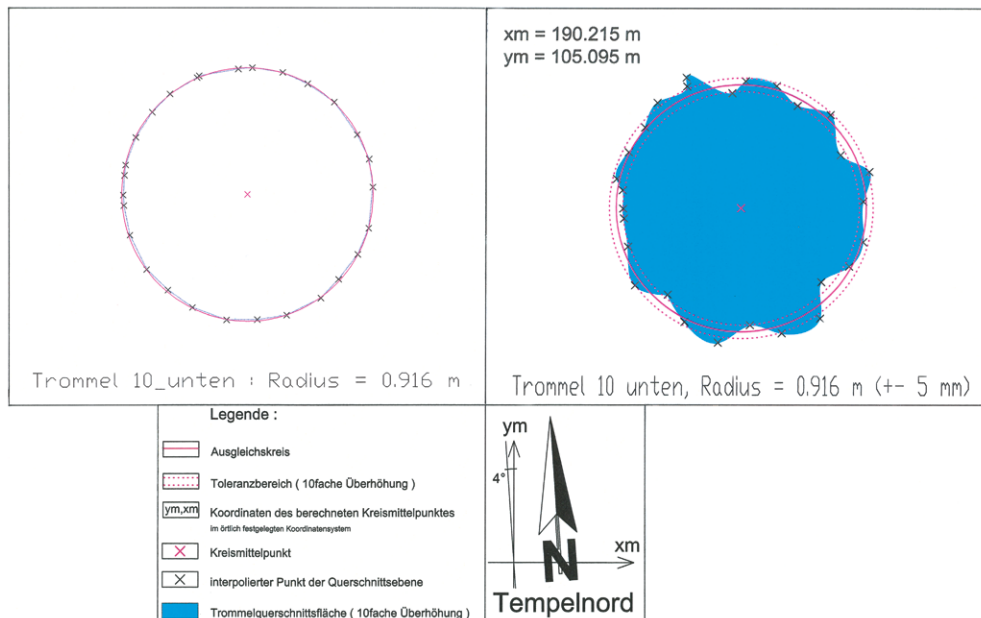 xm = 190.215 m
ym = 105.095 m
Trommel 10_unten : Radius = 0.916 m
Trommel 10 unten, Radius = 0.916 m (+- 5 mm)
Legende :
Ausgleichskreis
Toleranzbereich ( 10fache Überhöhung )
ym,xm Koordinaten des berechneten Kreismittelpunktes
im örtlich festgelegten Koordinatensystem
Kreismittelpunkt
interpolierter Punkt der Querschnittsebene
Trommelquerschnittsfläche ( 10fache Überhöhung )
ym
4°
xm
N
Tempelnord